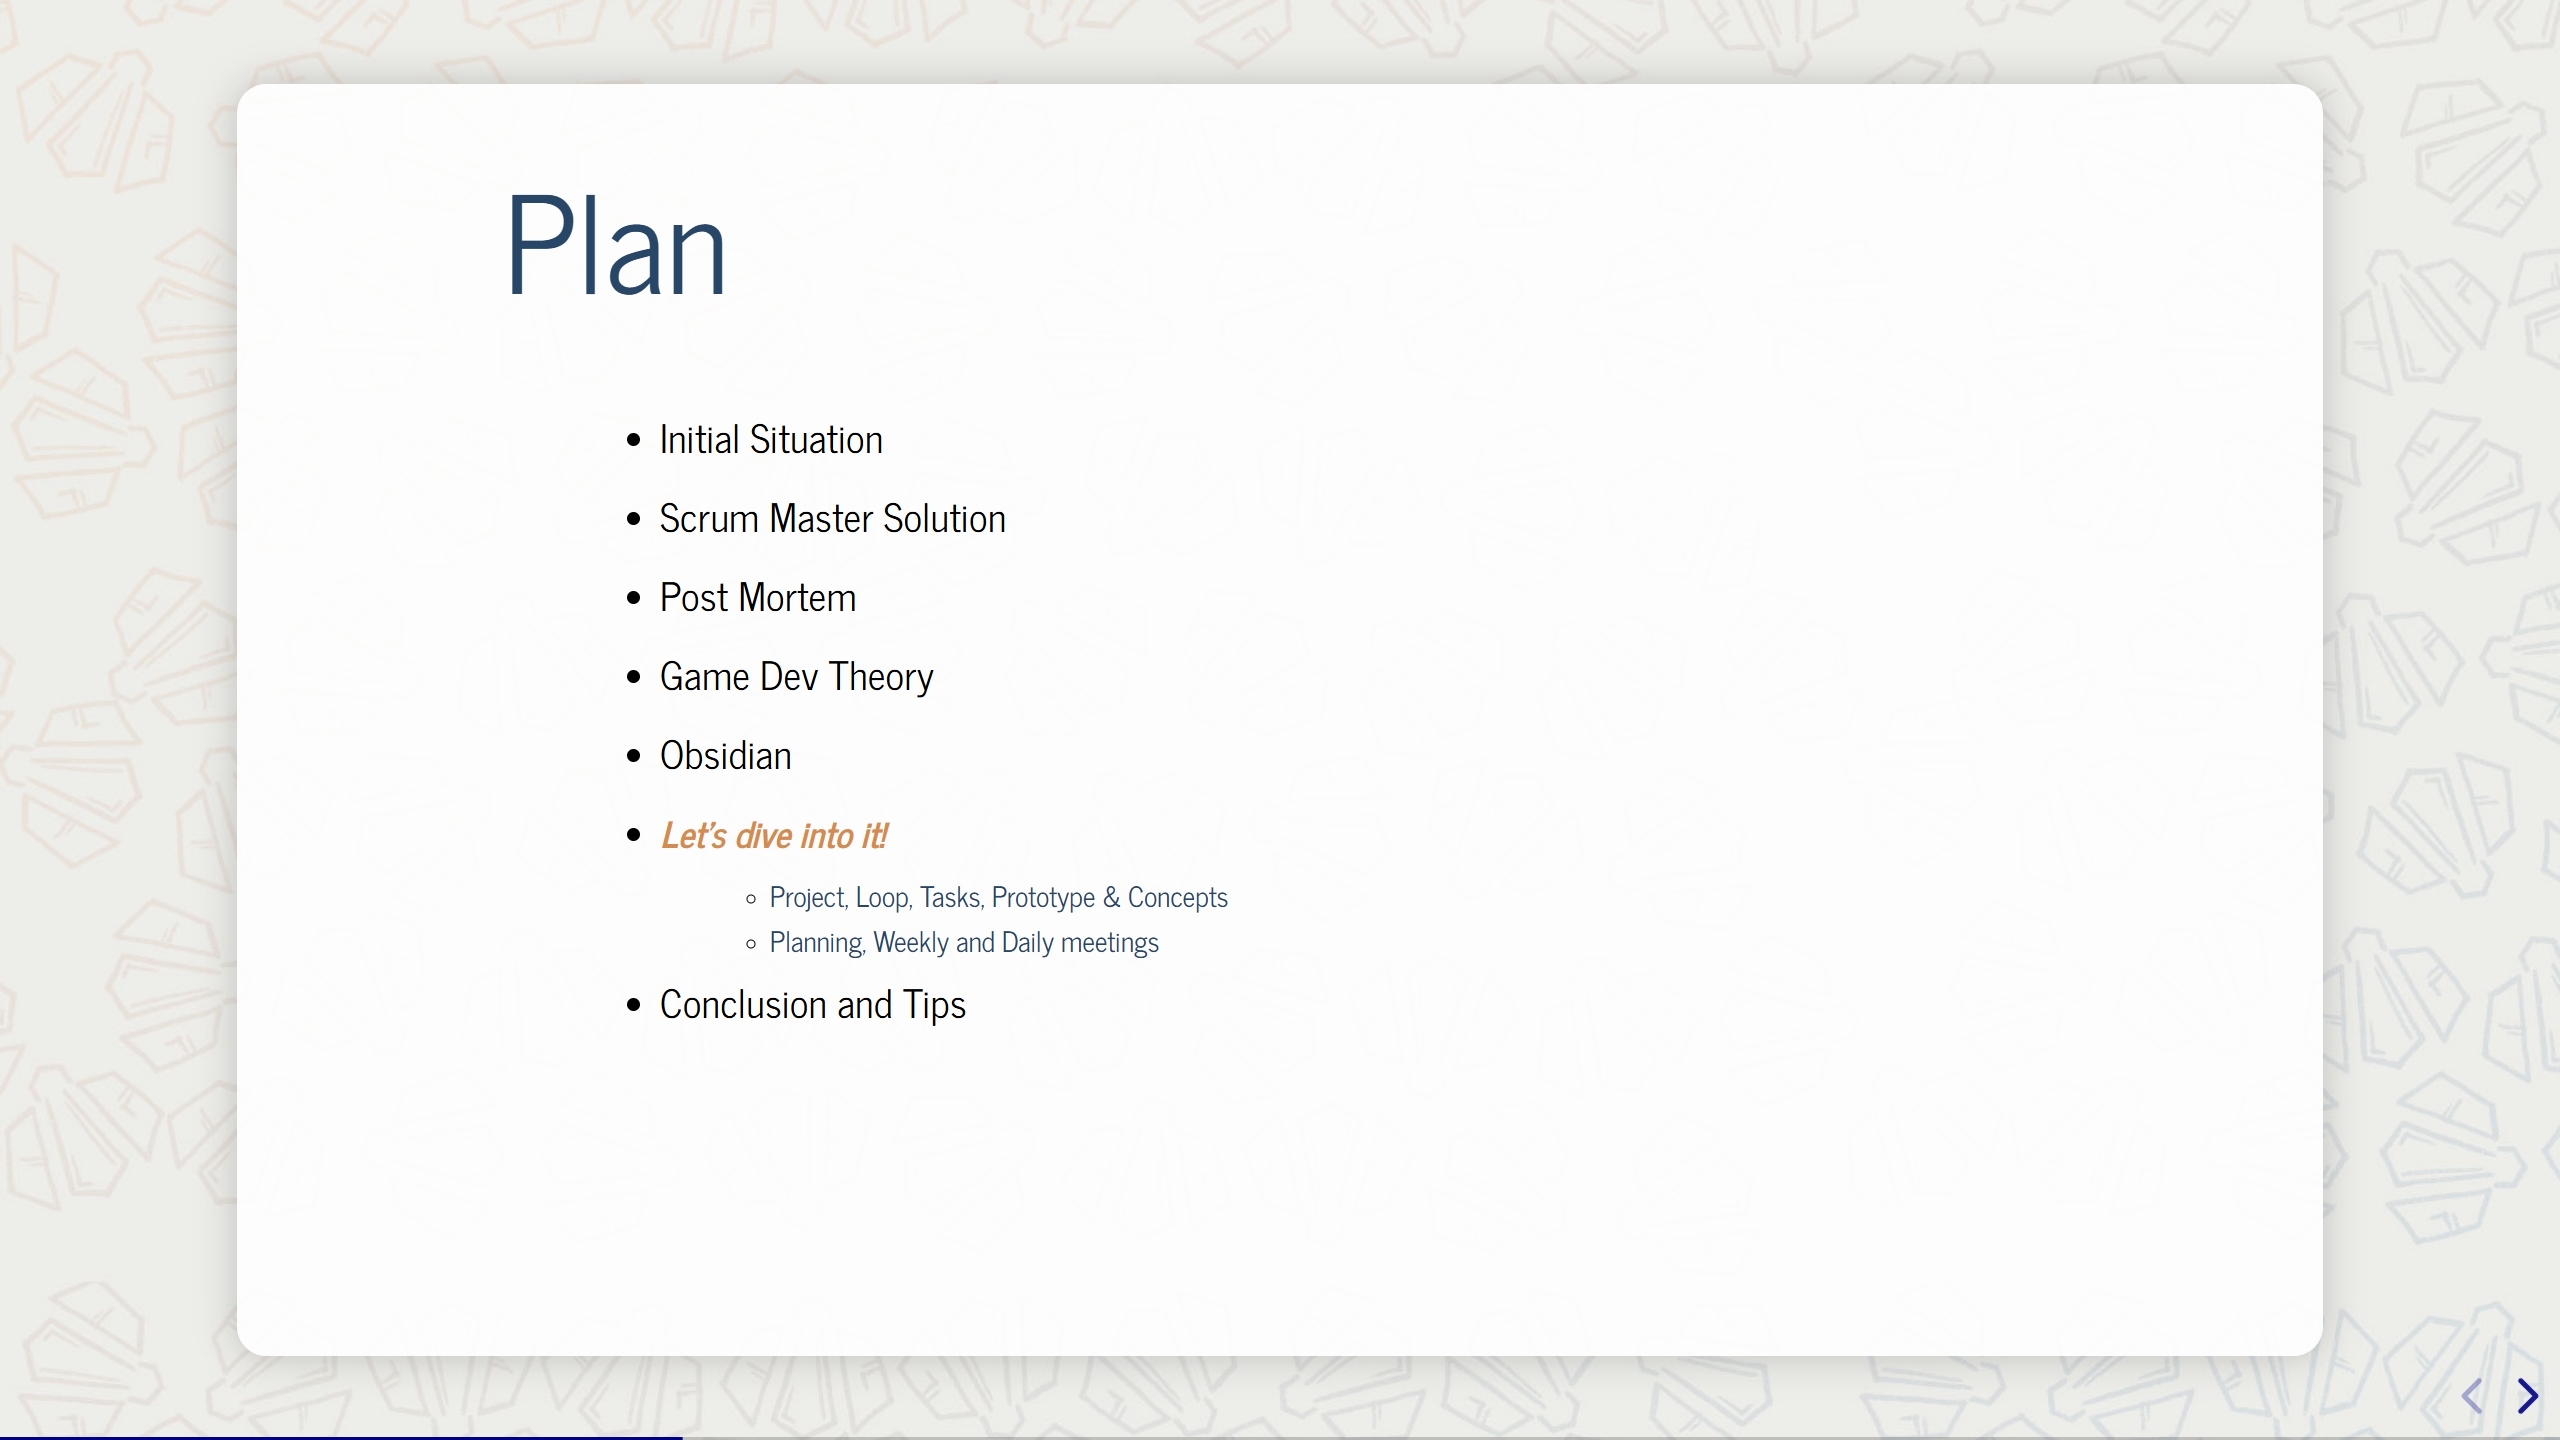 Plan
Initial Situation
Scrum Master Solution
Post Mortem
Game Dev Theory
Obsidian
Let's dive into it!
Project, Loop, Tasks, Prototype & Concepts
Planning, Weekly and Daily meetings
Conclusion and Tips